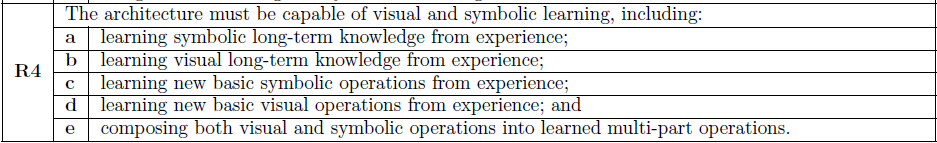 The architecture must be capable of visual and symbolic learning, including:
a learning symbolic long-term knowledge from experience;
b learning visual long-term knowledge from experience;
R4
c learning new basic symbolic operations from experience;
d learning new basic visual operations from experience; and
e composing both visual and symbolic operations into learned multi-part operations.